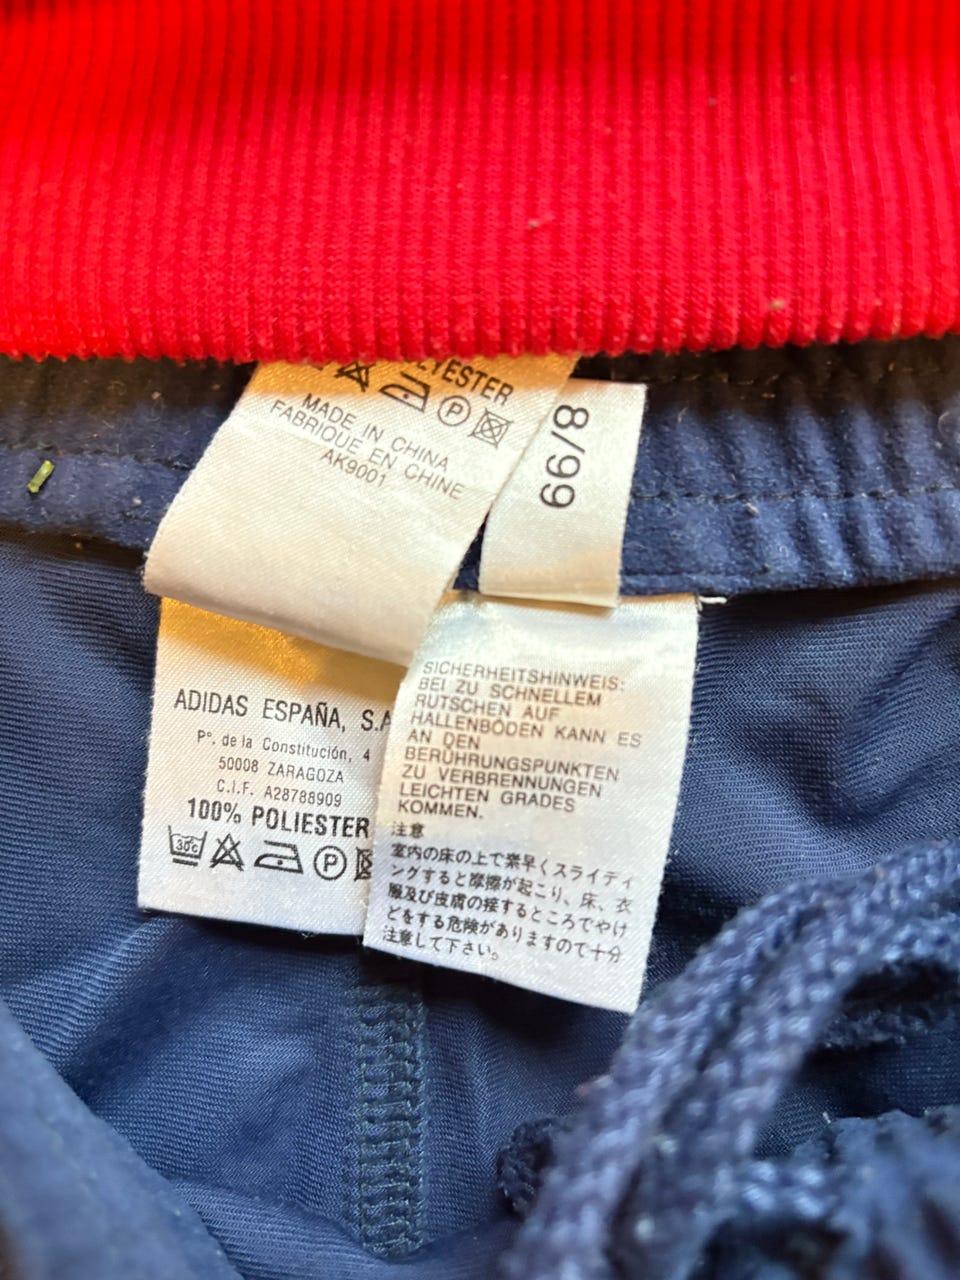 LYESTER
MADE IN CHINA
FABRIQUE EN CHINE
AK9001
8/99
ADIDAS ESPAÑA, S.A
Pº. de la Constitución, 4
50008 ZARAGOZA
C.I.F. A28788909
100% POLIESTER
30°C
P
P
SICHERHEITSHINWEIS:
BEI ZU SCHNELLEM
RUTSCHEN AUF
HALLENBÖDEN KANN ES
AN DEN
BERÜHRUNGSPUNKTEN
ZU VERBRENNUNGEN
LEICHTEN GRADES
KOMMEN.
注意
室内の床の上で素早くスライディ
ングすると摩擦が起こり、床、衣
服及び皮膚の接するところでやけ
どをする危険がありますので十分
注意して下さい。